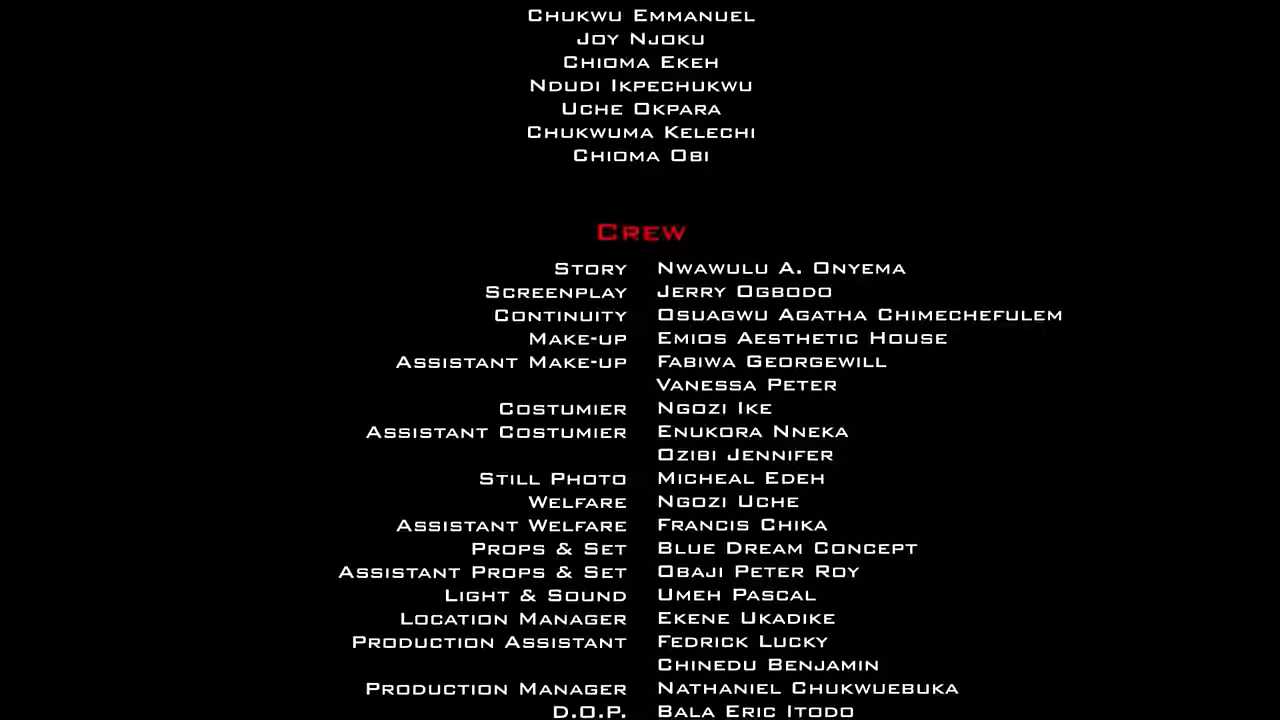 Chukwu Emmanuel
Joy Njoku
Chioma Ekeh
Ndudi Ikpechukwu
Uche Okpara
Chukwuma Kelechi
Chioma Obi
Crew
Story Nwawulu A. Onyema
Screenplay Jerry Ogbodo
Continuity Osuagwu Agatha Chimechefulem
Make-up Emios Aesthetic House
Assistant Make-up Fabiwa Georgewill
Vanessa Peter
Costumier Ngozi Ike
Assistant Costumier Enukora Nneka
Ozibi Jennifer
Still Photo Micheal Edeh
Welfare Ngozi Uche
Assistant Welfare Francis Chika
Props & Set Blue Dream Concept
Assistant Props & Set Obaji Peter Roy
Light & Sound Umeh Pascal
Location Manager Ekene Ukadike
Production Assistant Fedrick Lucky
Chinedu Benjamin
Production Manager Nathaniel Chukwuebuka
D.O.P. Bala Eric Itodo